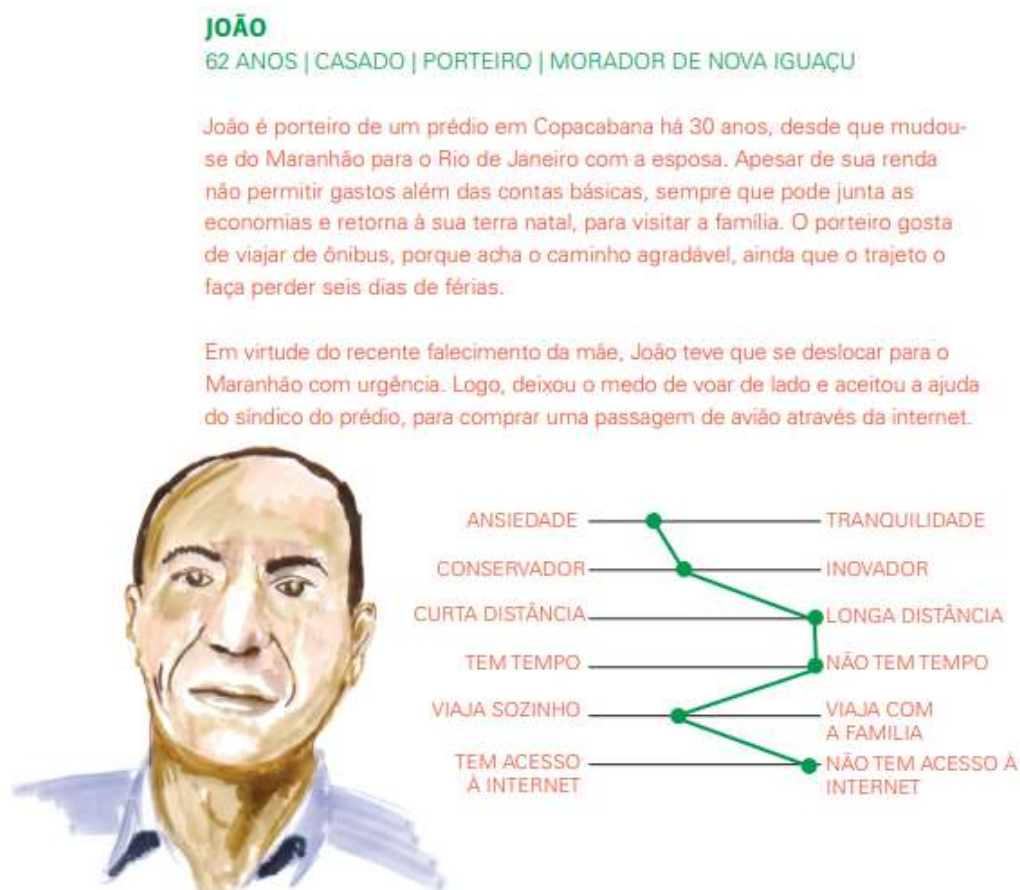 JOÃO
62 ANOS | CASADO | PORTEIRO | MORADOR DE NOVA IGUAÇU
João é porteiro de um prédio em Copacabana há 30 anos, desde que mudou-
se do Maranhão para o Rio de Janeiro com a esposa. Apesar de sua renda
não permitir gastos além das contas básicas, sempre que pode junta as
economias e retorna à sua terra natal, para visitar a família. O porteiro gosta
de viajar de ônibus, porque acha o caminho agradável, ainda que o trajeto o
faça perder seis dias de férias.
Em virtude do recente falecimento da mãe, João teve que se deslocar para o
Maranhão com urgência. Logo, deixou o medo de voar de lado e aceitou a ajuda
do síndico do prédio, para comprar uma passagem de avião através da internet.
ANSIEDADE TRANQUILIDADE
CONSERVADOR INOVADOR
CURTA DISTÂNCIA LONGA DISTÂNCIA
TEM TEMPO NÃO TEM TEMPO
VIAJA SOZINHO VIAJA COM
A FAMILIA
TEM ACESSO NÃO TEM ACESSO À
À INTERNET INTERNET